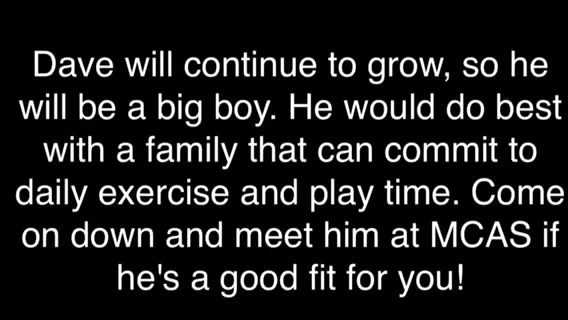 Dave will continue to grow, so he
will be a big boy. He would do best
with a family that can commit to
daily exercise and play time. Come
on down and meet him at MCAS if
he's a good fit for you!